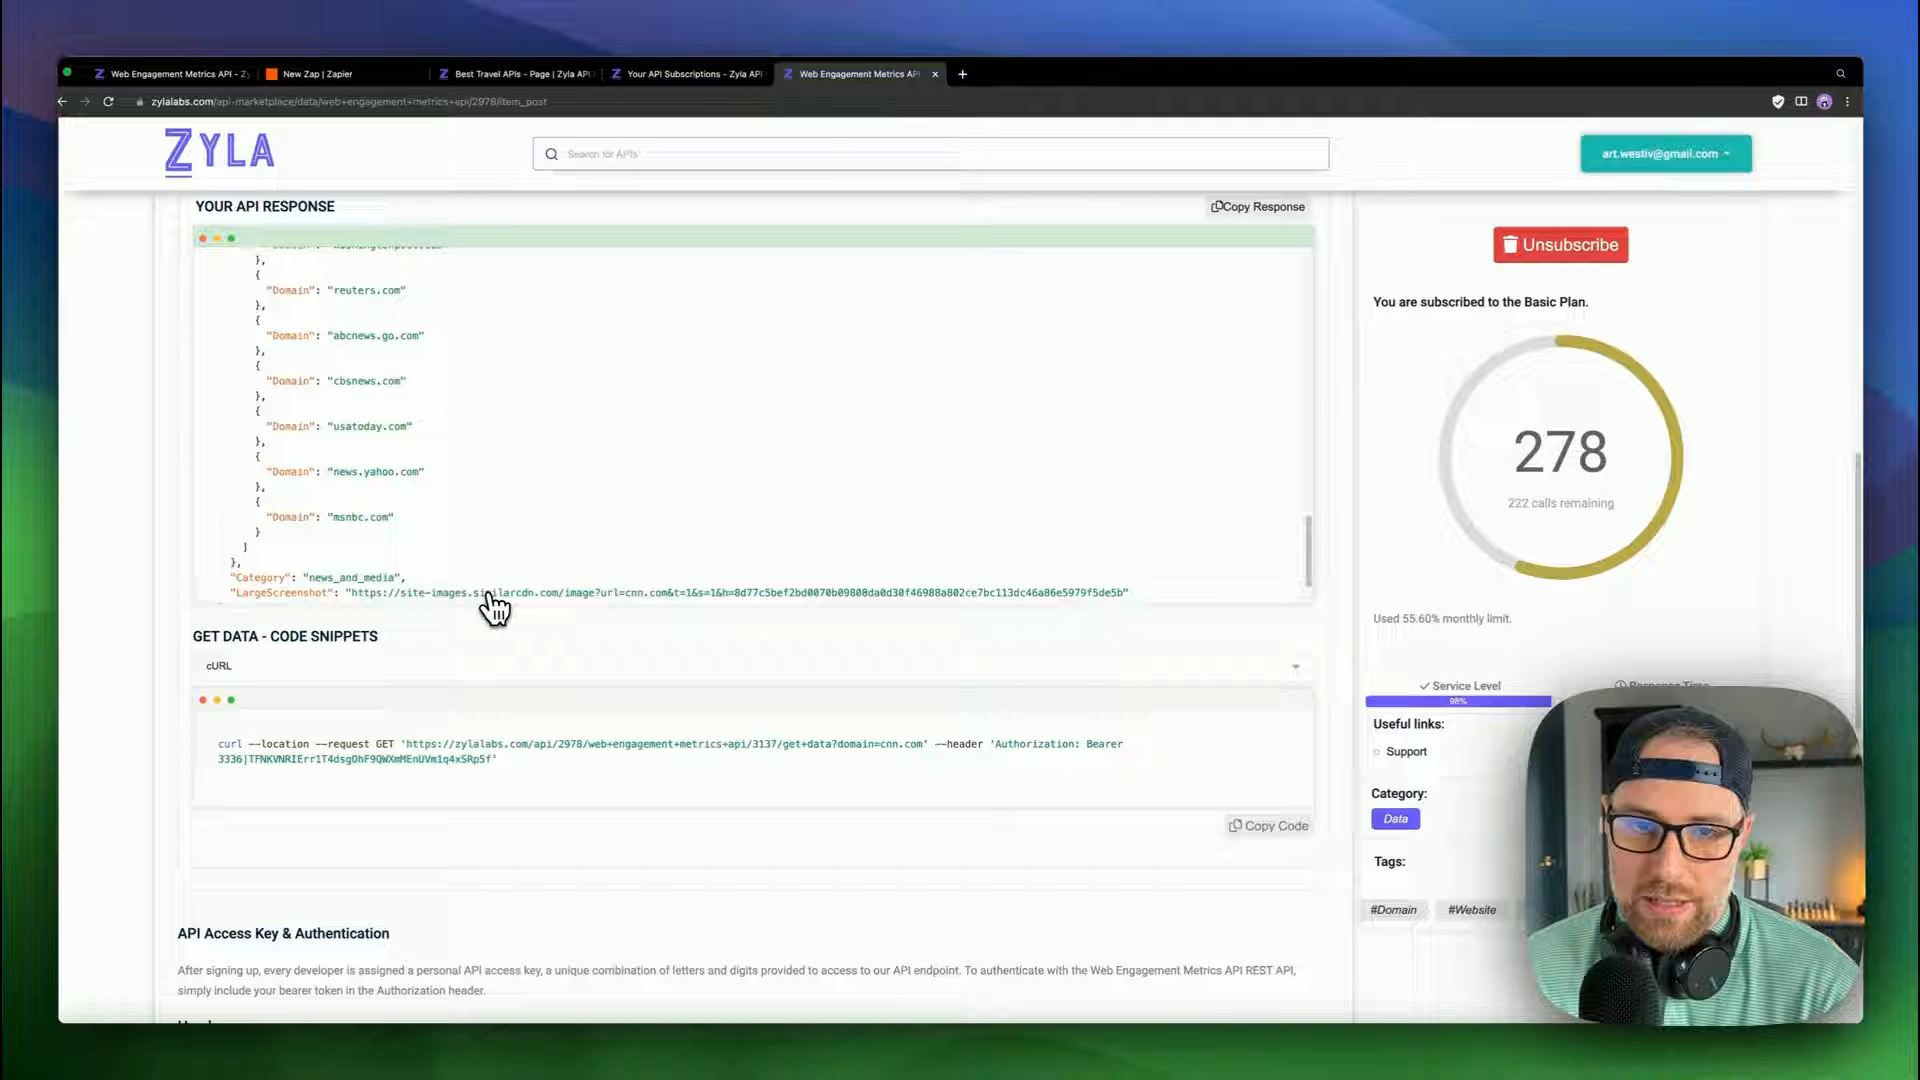 Web Engagement Metrics API - Zy
New Zap | Zapier
Best Travel APIs - Page | Zyla API
Your API Subscriptions - Zyla API
Web Engagement Metrics API
zylalabs.com/api-marketplace/data/web+engagement+metrics+api/2978/item_post
ZYLA
Search for APIs
art.westiv@gmail.com
YOUR API RESPONSE
Copy Response
},
{
"Domain": "reuters.com"
},
{
"Domain": "abcnews.go.com"
},
{
"Domain": "cbsnews.com"
},
{
"Domain": "usatoday.com"
},
{
"Domain": "news.yahoo.com"
},
{
"Domain": "msnbc.com"
}
]
},
"Category": "news_and_media",
"LargeScreenshot": "https://site-images.similarcdn.com/image?url=cnn.com&t=1&s=1&h=8d77c5bef2bd0070b09808da0d30f46988a802ce7bc113dc46a86e5979f5de5b"
GET DATA - CODE SNIPPETS
cURL
curl --location --request GET 'https://zylalabs.com/api/2978/web+engagement+metrics+api/3137/get+data?domain=cnn.com' --header 'Authorization: Bearer
3336|TFNKVNRIErr1T4dsgOhF9QWXmMEnUVm1q4xSRp5f'
Copy Code
API Access Key & Authentication
After signing up, every developer is assigned a personal API access key, a unique combination of letters and digits provided to access to our API endpoint. To authenticate with the Web Engagement Metrics API REST API,
simply include your bearer token in the Authorization header.
Unsubscribe
You are subscribed to the Basic Plan.
278
222 calls remaining
Used 55.60% monthly limit.
Service Level
Response Time
98%
Useful links:
Support
Category:
Data
Tags:
#Domain
#Website